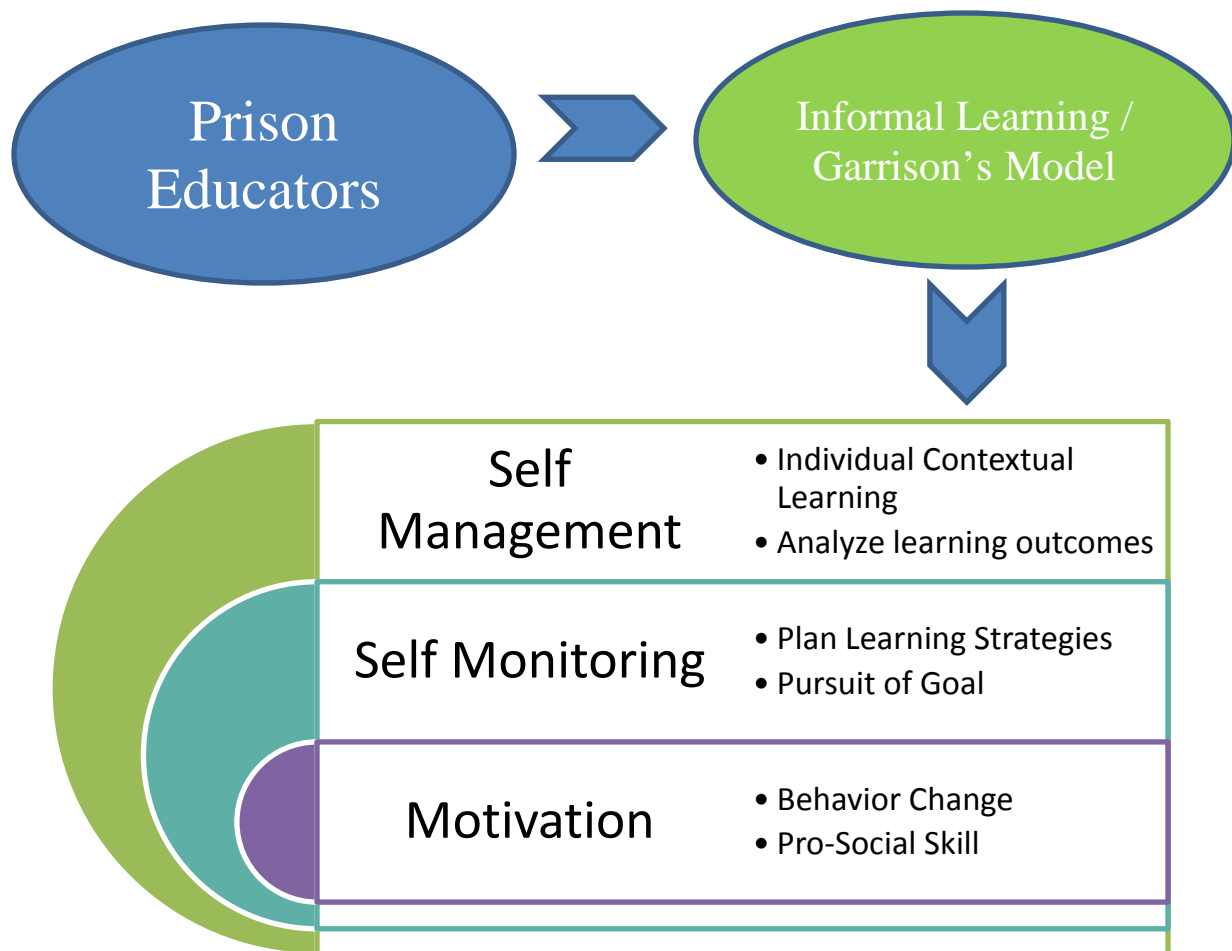 Prison
Educators
Informal Learning /
Garrison’s Model
Self
Management
• Individual Contextual
Learning
• Analyze learning outcomes
Self Monitoring
• Plan Learning Strategies
• Pursuit of Goal
Motivation
• Behavior Change
• Pro-Social Skill